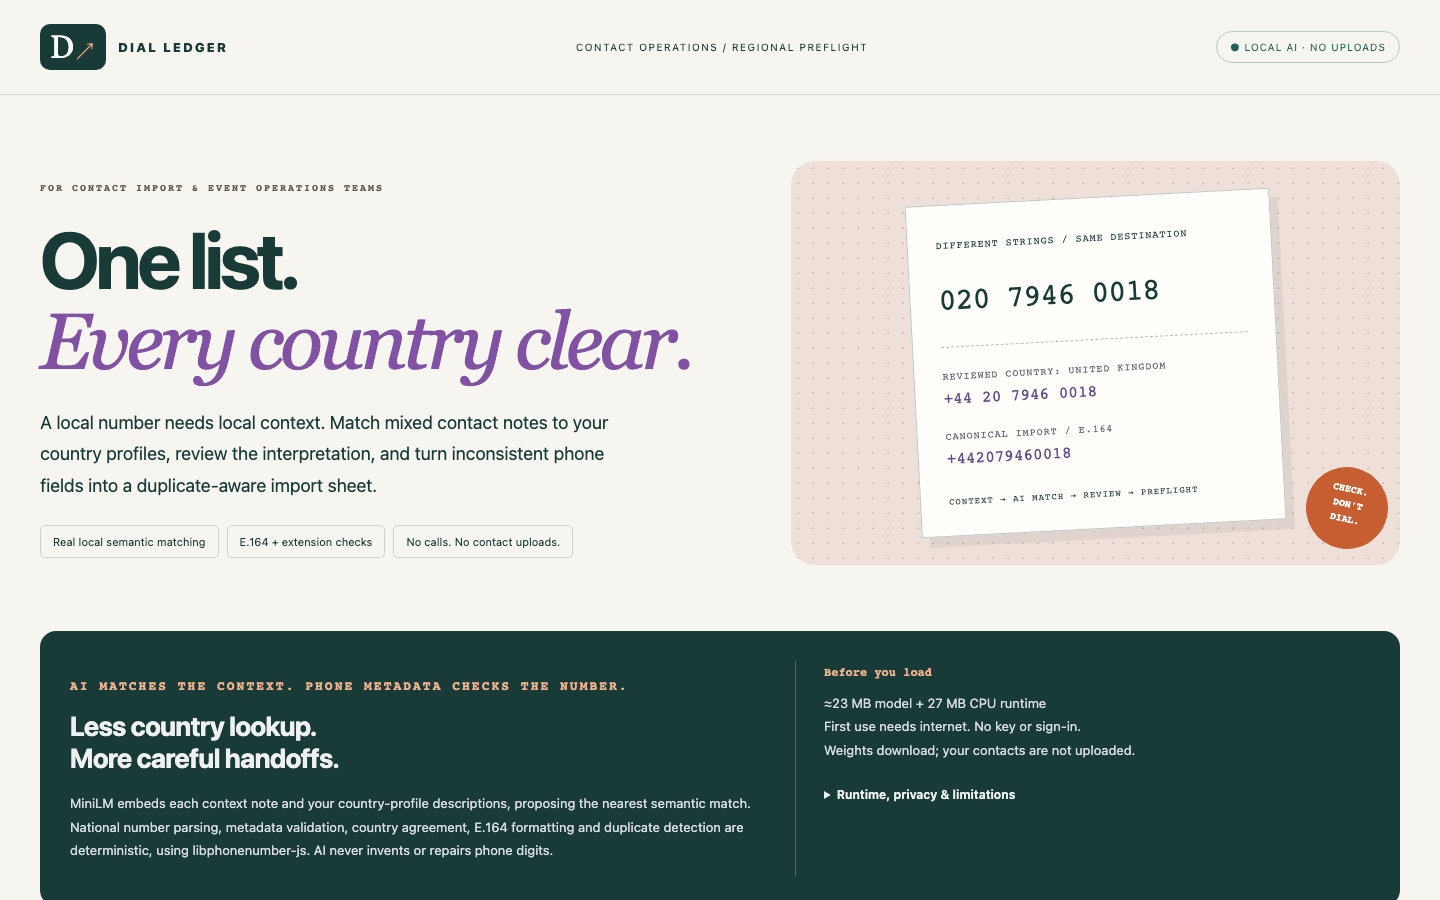 D↗ DIAL LEDGER
CONTACT OPERATIONS / REGIONAL PREFLIGHT
LOCAL AI · NO UPLOADS
FOR CONTACT IMPORT & EVENT OPERATIONS TEAMS
One list.
Every country clear.
A local number needs local context. Match mixed contact notes to your
country profiles, review the interpretation, and turn inconsistent phone
fields into a duplicate-aware import sheet.
Real local semantic matching
E.164 + extension checks
No calls. No contact uploads.
DIFFERENT STRINGS / SAME DESTINATION
020 7946 0018
REVIEWED COUNTRY: UNITED KINGDOM
+44 20 7946 0018
CANONICAL IMPORT / E.164
+442079460018
CONTEXT → AI MATCH → REVIEW → PREFLIGHT
CHECK.
DON'T
DIAL.
AI MATCHES THE CONTEXT. PHONE METADATA CHECKS THE NUMBER.
Less country lookup.
More careful handoffs.
MiniLM embeds each context note and your country-profile descriptions, proposing the nearest semantic match.
National number parsing, metadata validation, country agreement, E.164 formatting and duplicate detection are
deterministic, using libphonenumber-js. AI never invents or repairs phone digits.
Before you load
≈23 MB model + 27 MB CPU runtime
First use needs internet. No key or sign-in.
Weights download; your contacts are not uploaded.
Runtime, privacy & limitations